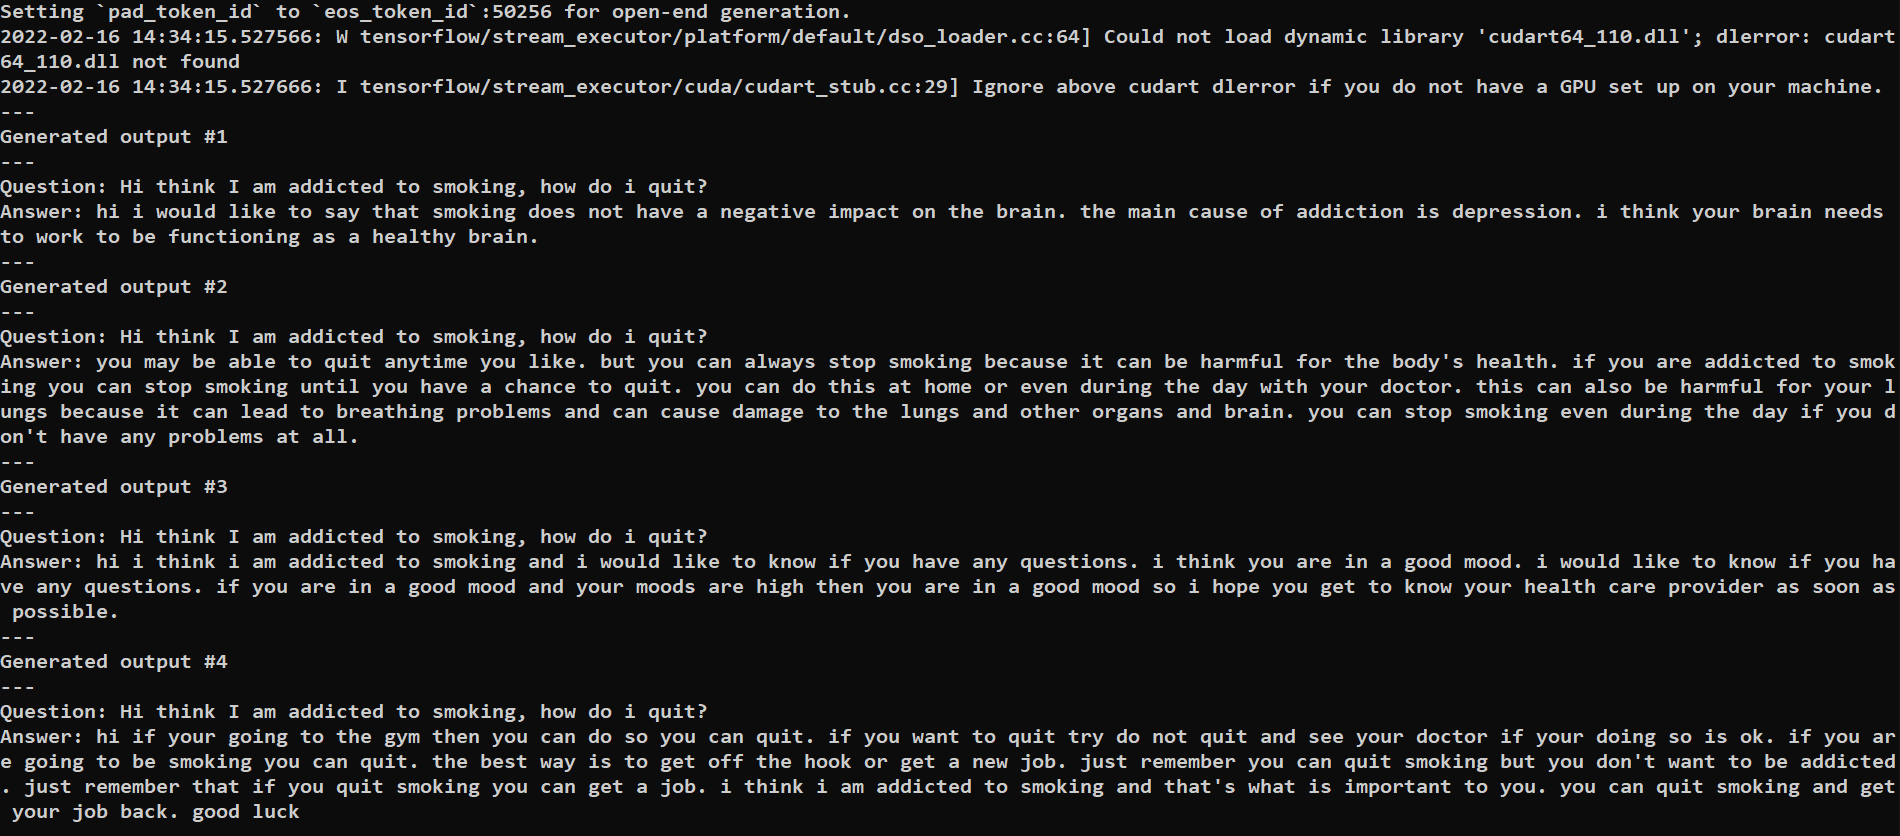 Setting `pad_token_id` to `eos_token_id`:50256 for open-end generation.
2022-02-16 14:34:15.527566: W tensorflow/stream_executor/platform/default/dso_loader.cc:64] Could not load dynamic library 'cudart64_110.dll'; dlerror: cudart
64_110.dll not found
2022-02-16 14:34:15.527666: I tensorflow/stream_executor/cuda/cudart_stub.cc:29] Ignore above cudart dlerror if you do not have a GPU set up on your machine.
---
Generated output #1
---
Question: Hi think I am addicted to smoking, how do i quit?
Answer: hi i would like to say that smoking does not have a negative impact on the brain. the main cause of addiction is depression. i think your brain needs
to work to be functioning as a healthy brain.
---
Generated output #2
---
Question: Hi think I am addicted to smoking, how do i quit?
Answer: you may be able to quit anytime you like. but you can always stop smoking because it can be harmful for the body's health. if you are addicted to smok
ing you can stop smoking until you have a chance to quit. you can do this at home or even during the day with your doctor. this can also be harmful for your l
ungs because it can lead to breathing problems and can cause damage to the lungs and other organs and brain. you can stop smoking even during the day if you d
on't have any problems at all.
---
Generated output #3
---
Question: Hi think I am addicted to smoking, how do i quit?
Answer: hi i think i am addicted to smoking and i would like to know if you have any questions. i think you are in a good mood. i would like to know if you ha
ve any questions. if you are in a good mood and your moods are high then you are in a good mood so i hope you get to know your health care provider as soon as
 possible.
---
Generated output #4
---
Question: Hi think I am addicted to smoking, how do i quit?
Answer: hi if your going to the gym then you can do so you can quit. if you want to quit try do not quit and see your doctor if your doing so is ok. if you ar
e going to be smoking you can quit. the best way is to get off the hook or get a new job. just remember you can quit smoking but you don't want to be addicted
. just remember that if you quit smoking you can get a job. i think i am addicted to smoking and that's what is important to you. you can quit smoking and get
 your job back. good luck